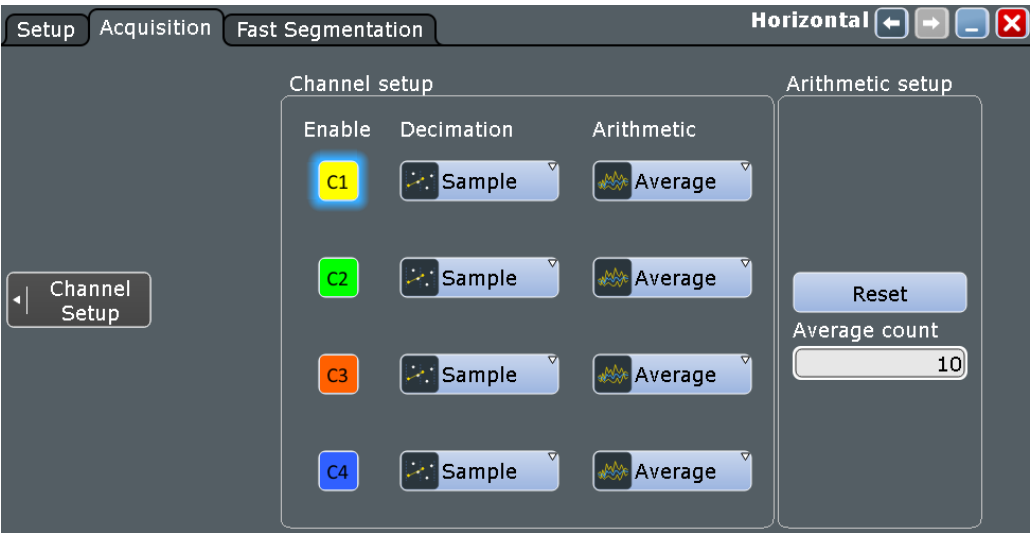 Setup Acquisition Fast Segmentation Horizontal
Channel setup Arithmetic setup
Enable Decimation Arithmetic
C1 Sample Average
C2 Sample Average
Channel
Setup
Reset
Average count
10
C3 Sample Average
C4 Sample Average